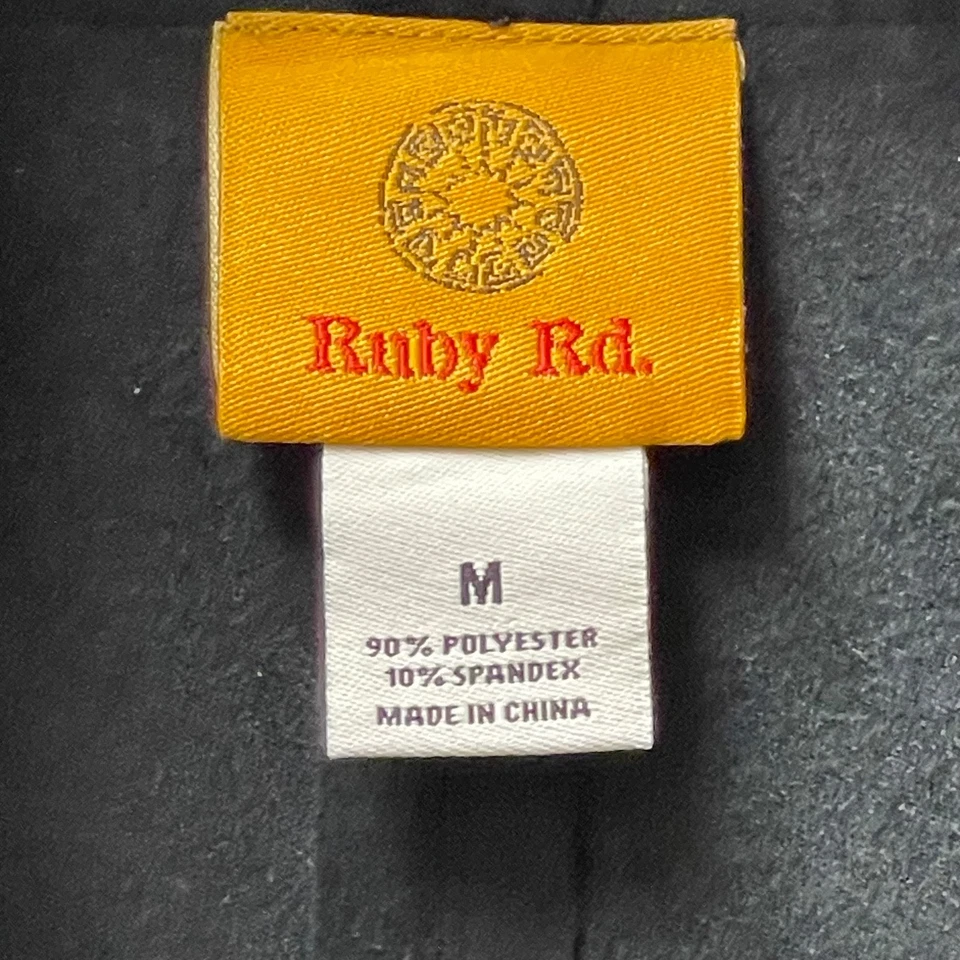 Ruby Rd.
M
90% POLYESTER
10% SPANDEX
MADE IN CHINA